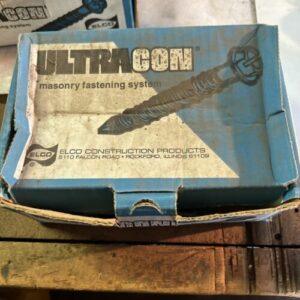 ULTRACON®
masonry fastening system
ELCO
ELCO CONSTRUCTION PRODUCTS
5110 FALCON ROAD • ROCKFORD, ILLINOIS 61109